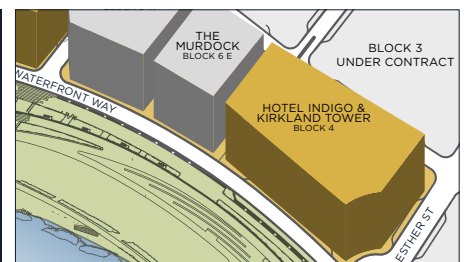 THE
MURDOCK
BLOCK 6 E
BLOCK 3
UNDER CONTRACT
WATERFRONT WAY
HOTEL INDIGO &
KIRKLAND TOWER
BLOCK 4
ESTHER ST